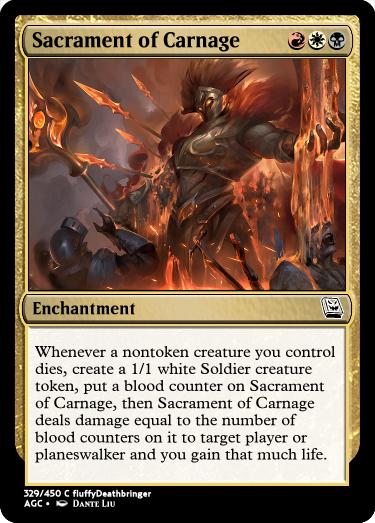 Sacrament of Carnage
Enchantment
Whenever a nontoken creature you control
dies, create a 1/1 white Soldier creature
token, put a blood counter on Sacrament
of Carnage, then Sacrament of Carnage
deals damage equal to the number of
blood counters on it to target player or
planeswalker and you gain that much life.
329/450 C fluffyDeathbringer
AGC • Dante Liu